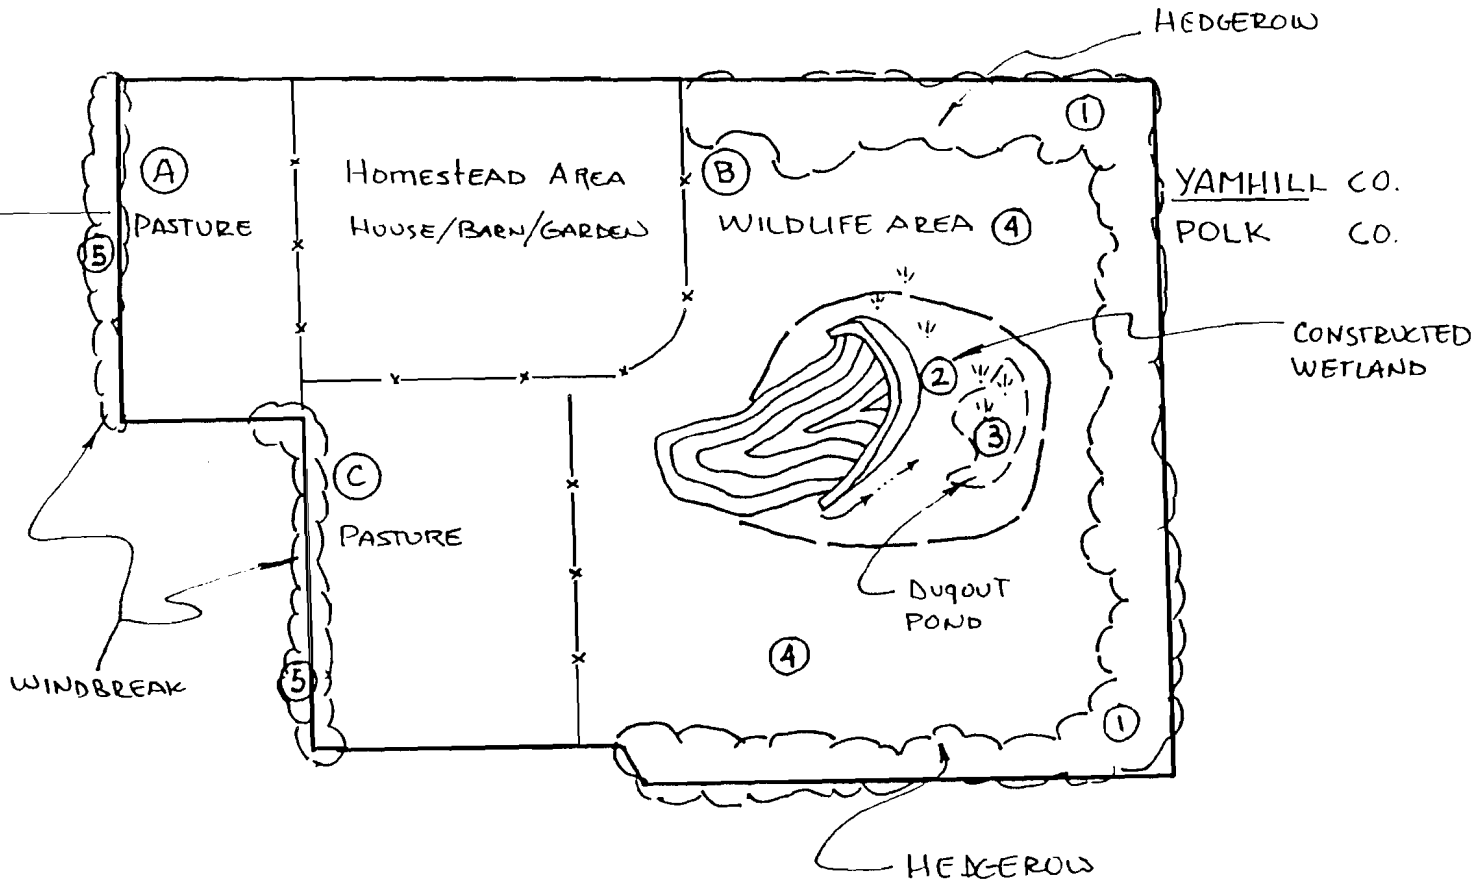 HEDGEROW
1
A
Homestead Area
B
YAMHILL CO.
PASTURE
House/Barn/Garden
WILDLIFE AREA 4
POLK CO.
5
CONSTRUCTED
WETLAND
2
3
C
PASTURE
DUGOUT
POND
4
WINDBREAK
5
1
HEDGEROW